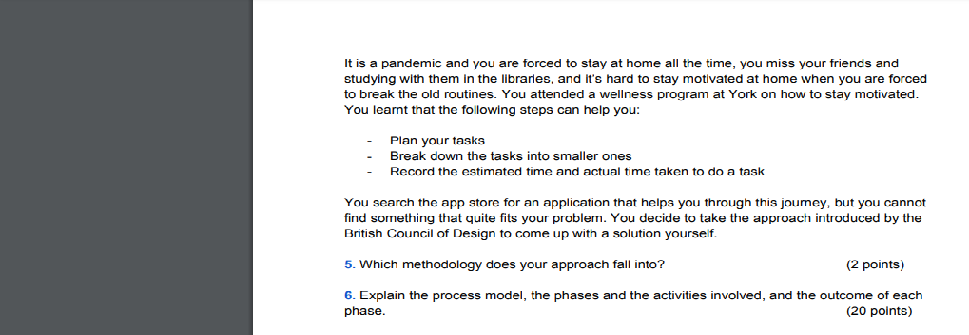 It is a pandemic and you are forced to stay at home all the time, you miss your friends and
studying with them in the libraries, and it's hard to stay motivated at home when you are forced
to break the old routines. You attended a wellness program at York on how to stay motivated.
You learnt that the following steps can help you:
- Plan your tasks
- Break down the tasks into smaller ones
- Record the estimated time and actual time taken to do a task
You search the app store for an application that helps you through this journey, but you cannot
find something that quite fits your problem. You decide to take the approach introduced by the
British Council of Design to come up with a solution yourself.
5. Which methodology does your approach fall into? (2 points)
6. Explain the process model, the phases and the activities involved, and the outcome of each
phase. (20 points)